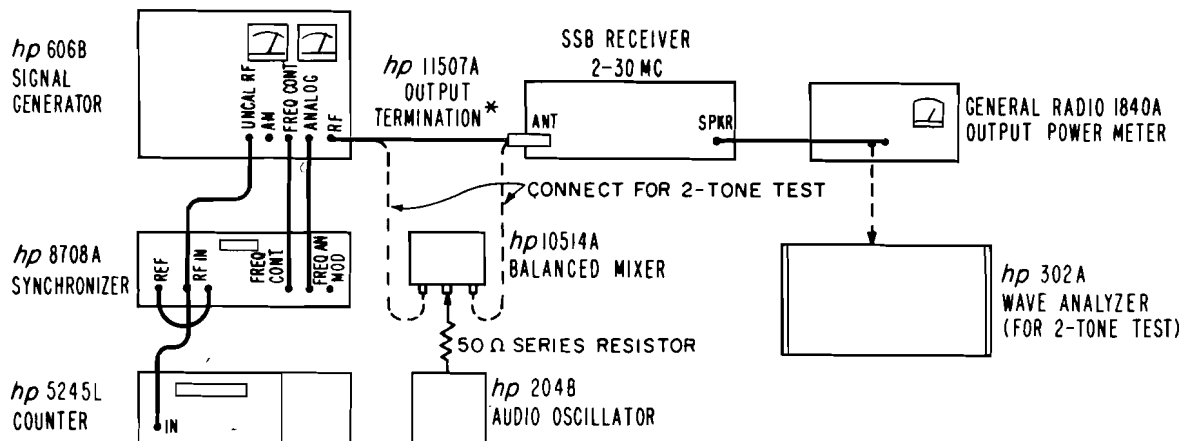 hp 606B
SIGNAL
GENERATOR
UNCAL RF
AM
FREQ CONT
ANALOG
RF
hp 11507A
OUTPUT
TERMINATION*
SSB RECEIVER
2-30 MC
ANT
SPKR
GENERAL RADIO 1840A
OUTPUT POWER METER
CONNECT FOR 2-TONE TEST
hp 8708A
SYNCHRONIZER
REF
RF IN
FREQ
CONT
FREQ AN
MOD
hp 10514A
BALANCED MIXER
hp 302A
WAVE ANALYZER
(FOR 2-TONE TEST)
50 Ω SERIES RESISTOR
hp 5245L
COUNTER
IN
hp 204B
AUDIO OSCILLATOR